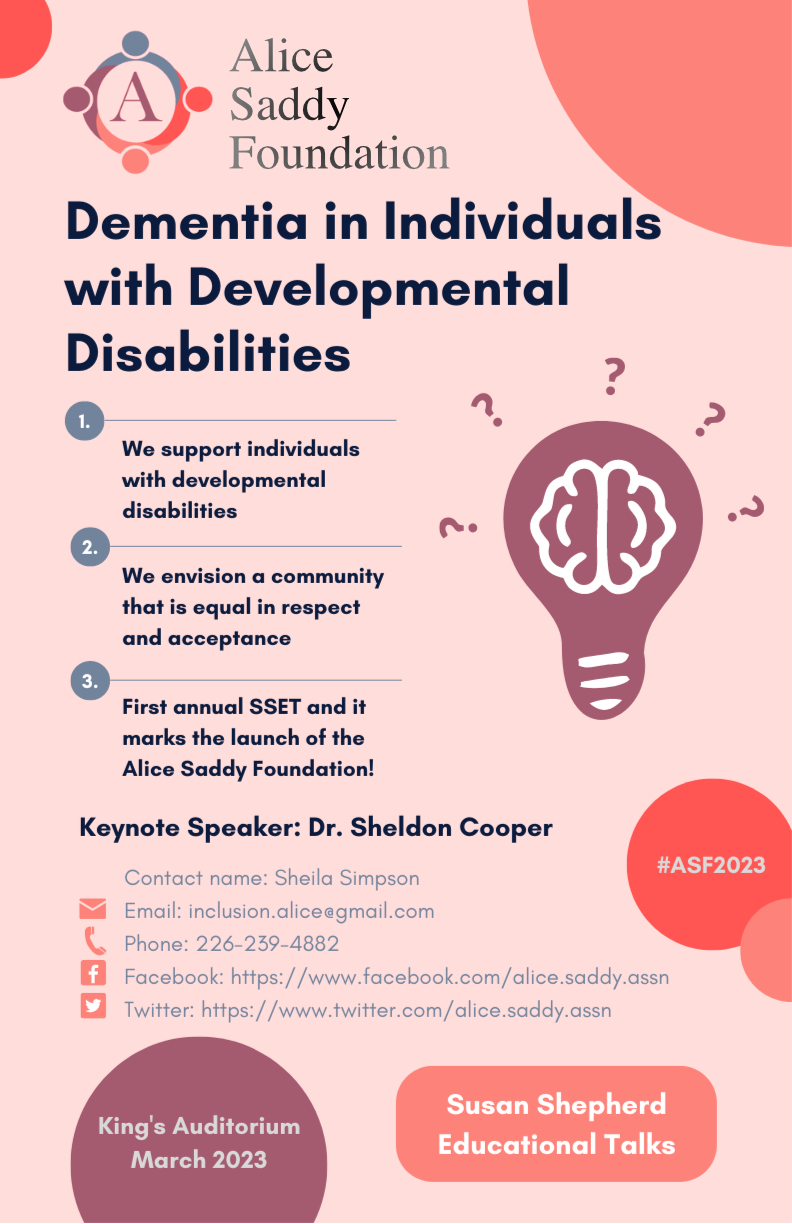 A
Alice
Saddy
Foundation
Dementia in Individuals
with Developmental
Disabilities
?
?
?
?
?
1.
We support individuals
with developmental
disabilities
2.
We envision a community
that is equal in respect
and acceptance
3.
First annual SSET and it
marks the launch of the
Alice Saddy Foundation!
Keynote Speaker: Dr. Sheldon Cooper
#ASF2023
Contact name: Sheila Simpson
Email: inclusion.alice@gmail.com
Phone: 226-239-4882
Facebook: https://www.facebook.com/alice.saddy.assn
Twitter: https://www.twitter.com/alice.saddy.assn
King's Auditorium
March 2023
Susan Shepherd
Educational Talks